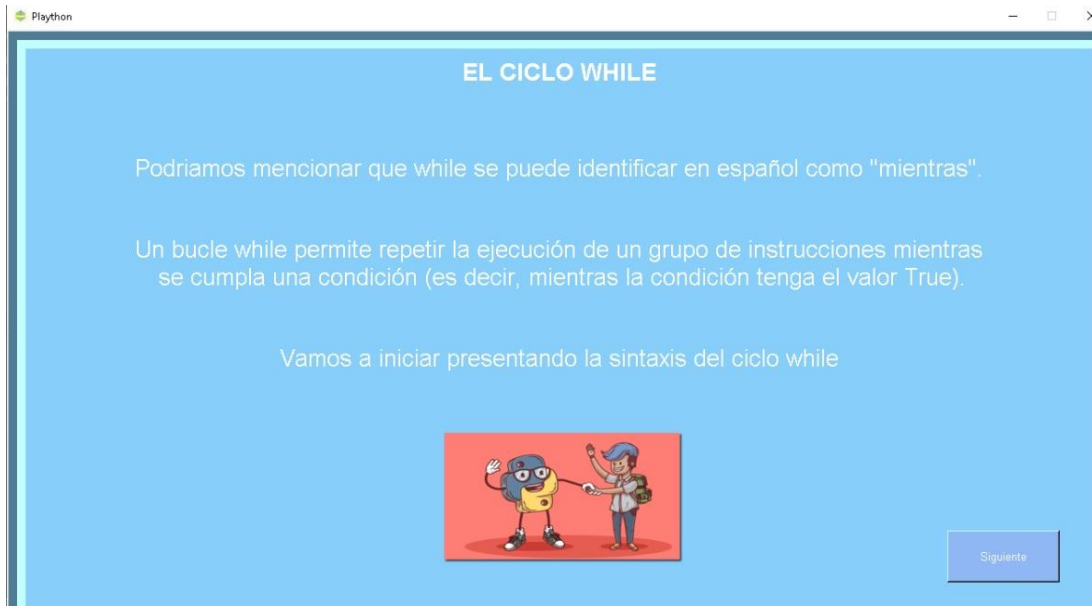 Plaython
EL CICLO WHILE
Podriamos mencionar que while se puede identificar en español como "mientras".
Un bucle while permite repetir la ejecución de un grupo de instrucciones mientras
se cumpla una condición (es decir, mientras la condición tenga el valor True).
Vamos a iniciar presentando la sintaxis del ciclo while
Siguiente